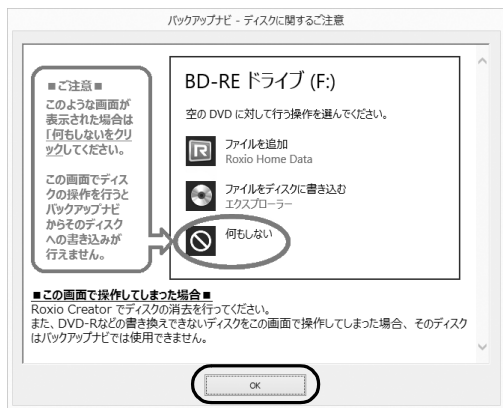 バックアップナビ - ディスクに関するご注意
■ご注意■
このような画面が
表示された場合は
「何もしないをクリ
ックしてください。
この画面でディス
クの操作を行うと
バックアップナビ
からそのディスク
への書き込みが
行えません。
BD-RE ドライブ (F:)
空の DVD に対して行う操作を選んでください。
ファイルを追加
Roxio Home Data
ファイルをディスクに書き込む
エクスプローラー
何もしない
■この画面で操作してしまった場合■
Roxio Creator でディスクの消去を行ってください。
また、DVD-Rなどの書き換えできないディスクをこの画面で操作してしまった場合、そのディスク
はバックアップナビでは使用できません。
OK